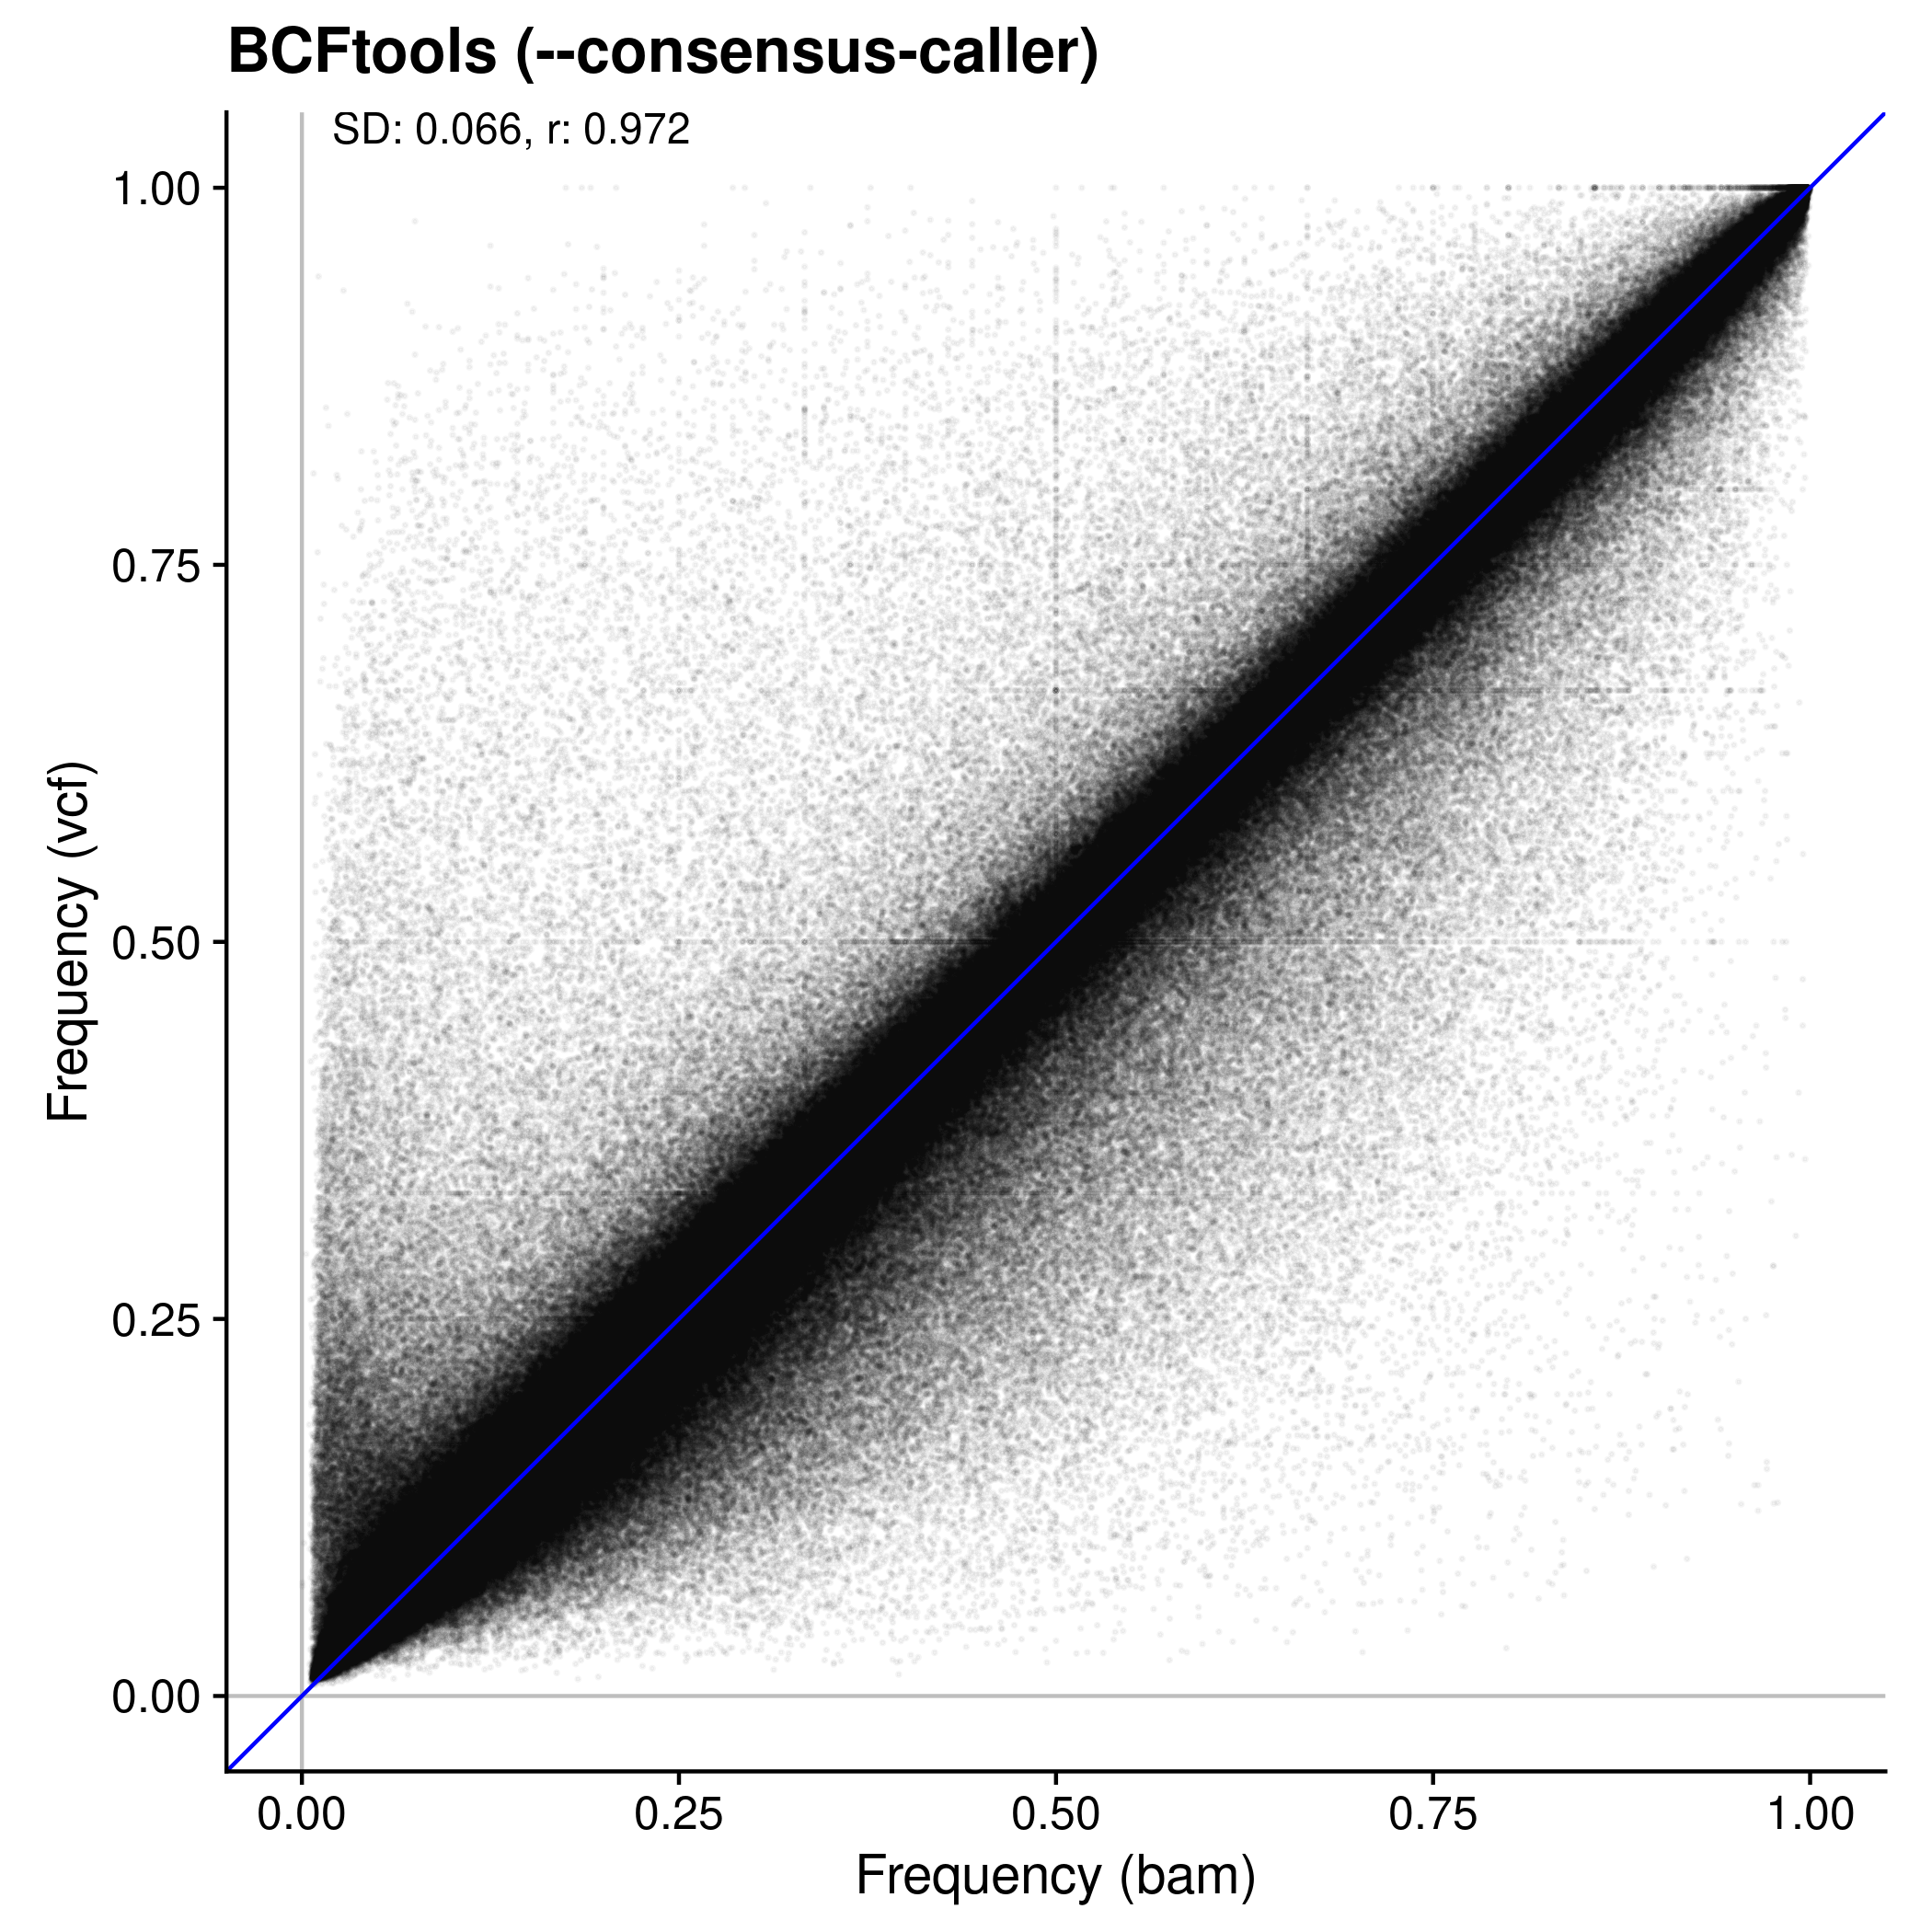 BCFtools (--consensus-caller)
SD: 0.066, r: 0.972
1.00
0.75
0.50
0.25
0.00
Frequency (vcf)
0.00 0.25 0.50 0.75 1.00
Frequency (bam)